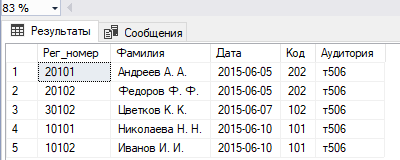 83 %
Результаты Сообщения
Рег_номер Фамилия Дата Код Аудитория
1 20101 Андреев А. А. 2015-06-05 202 т506
2 20102 Федоров Ф. Ф. 2015-06-05 202 т506
3 30102 Цветков К. К. 2015-06-07 102 т506
4 10101 Николаева Н. Н. 2015-06-10 101 т506
5 10102 Иванов И. И. 2015-06-10 101 т506